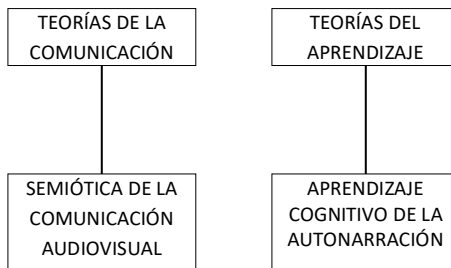 TEORÍAS DE LA
COMUNICACIÓN
TEORÍAS DEL
APRENDIZAJE
SEMIÓTICA DE LA
COMUNICACIÓN
AUDIOVISUAL
APRENDIZAJE
COGNITIVO DE LA
AUTONARRACIÓN